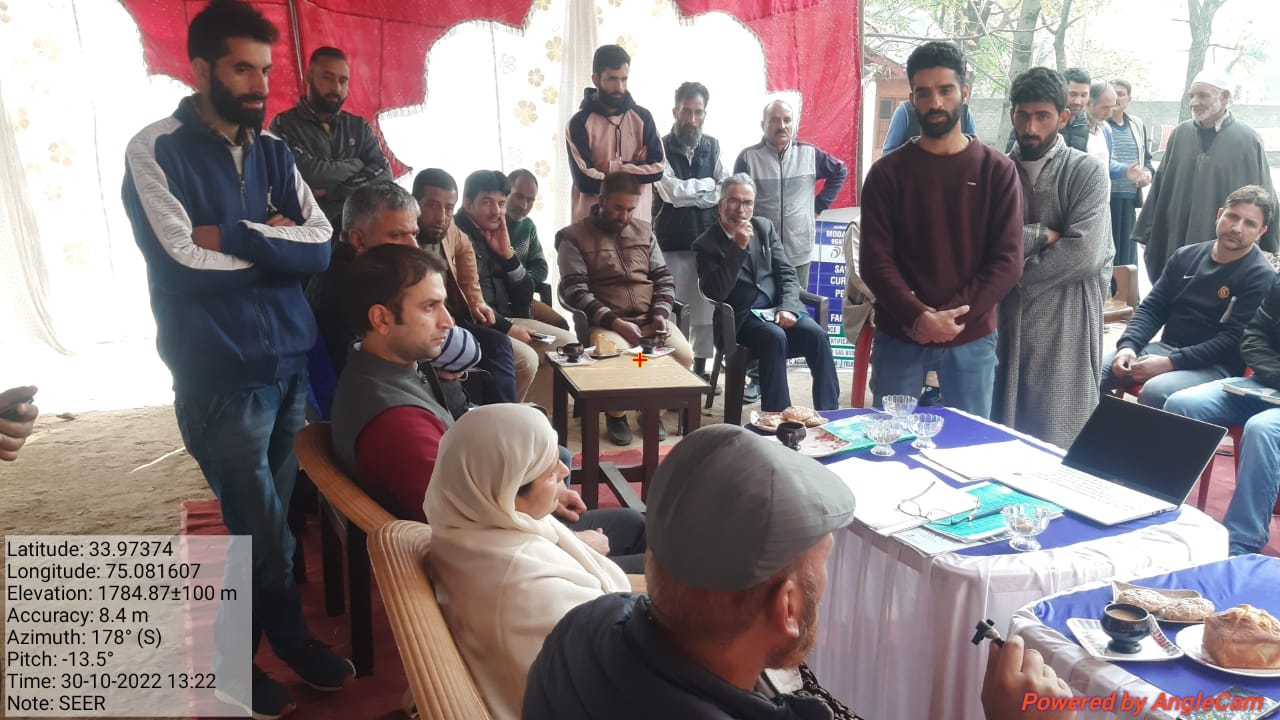 Latitude: 33.97374
Longitude: 75.081607
Elevation: 1784.87±100 m
Accuracy: 8.4 m
Azimuth: 178° (S)
Pitch: -13.5°
Time: 30-10-2022 13:22
Note: SEER
Powered by AngleCam